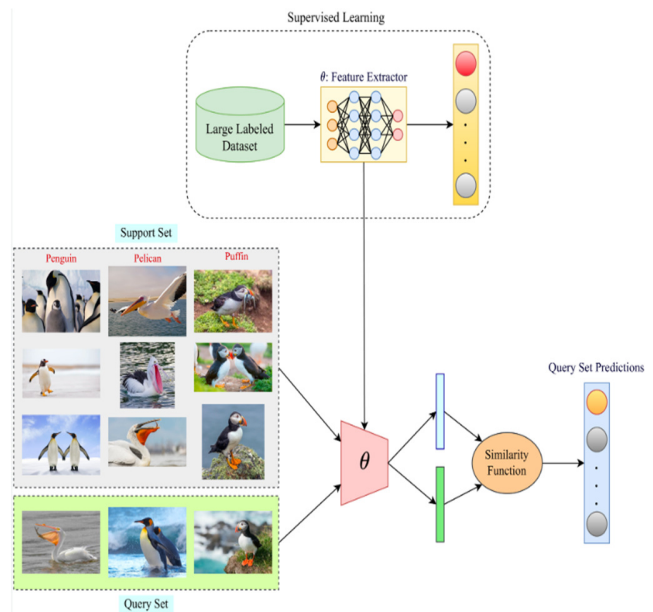 Supervised Learning
θ: Feature Extractor
Large Labeled
Dataset
Support Set
Penguin
Pelican
Puffin
Query Set Predictions
θ
Similarity
Function
Query Set